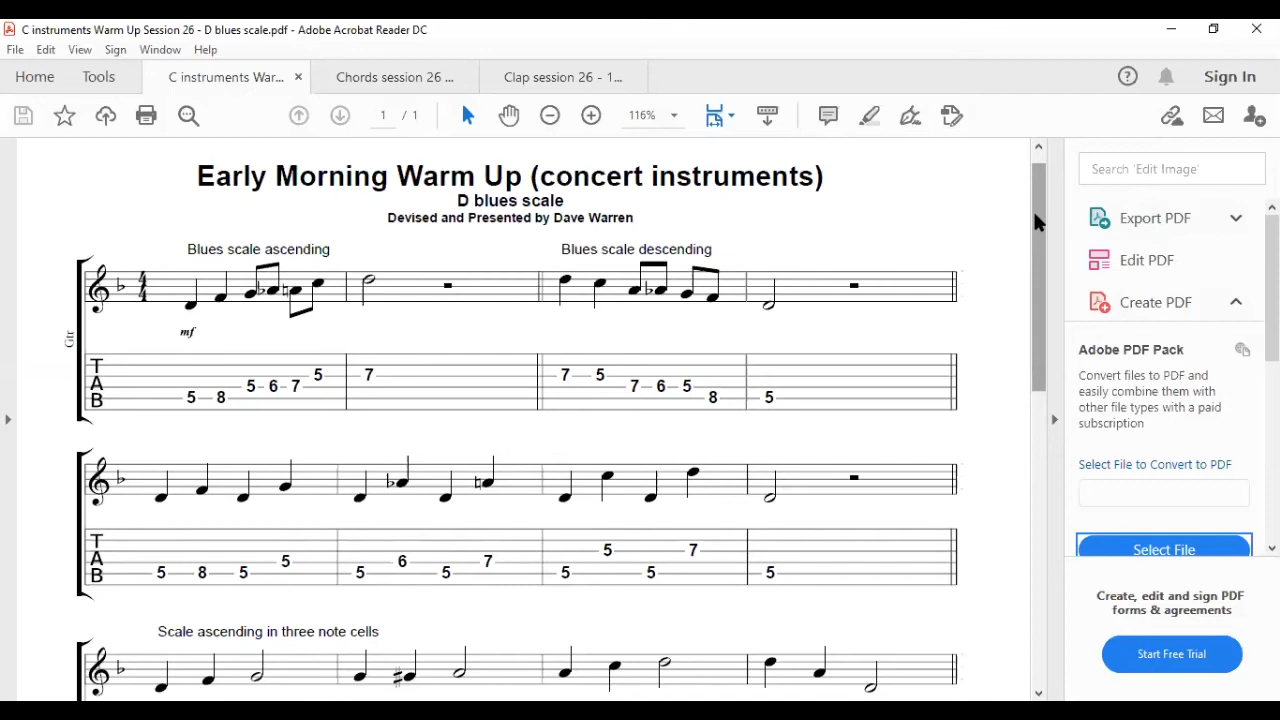 C instruments Warm Up Session 26 - D blues scale.pdf - Adobe Acrobat Reader DC
File Edit View Sign Window Help
Home Tools C instruments War... × Chords session 26 ... Clap session 26 - 1... Sign In
1 / 1 116%
Early Morning Warm Up (concert instruments)
D blues scale
Devised and Presented by Dave Warren
Blues scale ascending Blues scale descending
4
4
mf
Gtr
T
A
B
5 8 5 6 7 5 7 7 5 7 6 5 8 5
T
A
B
5 8 5 5 5 6 5 7 5 5 5 7 5
Scale ascending in three note cells
Search 'Edit Image'
Export PDF
Edit PDF
Create PDF
Adobe PDF Pack
Convert files to PDF and
easily combine them with
other file types with a paid
subscription
Select File to Convert to PDF
Select File
Create, edit and sign PDF
forms & agreements
Start Free Trial